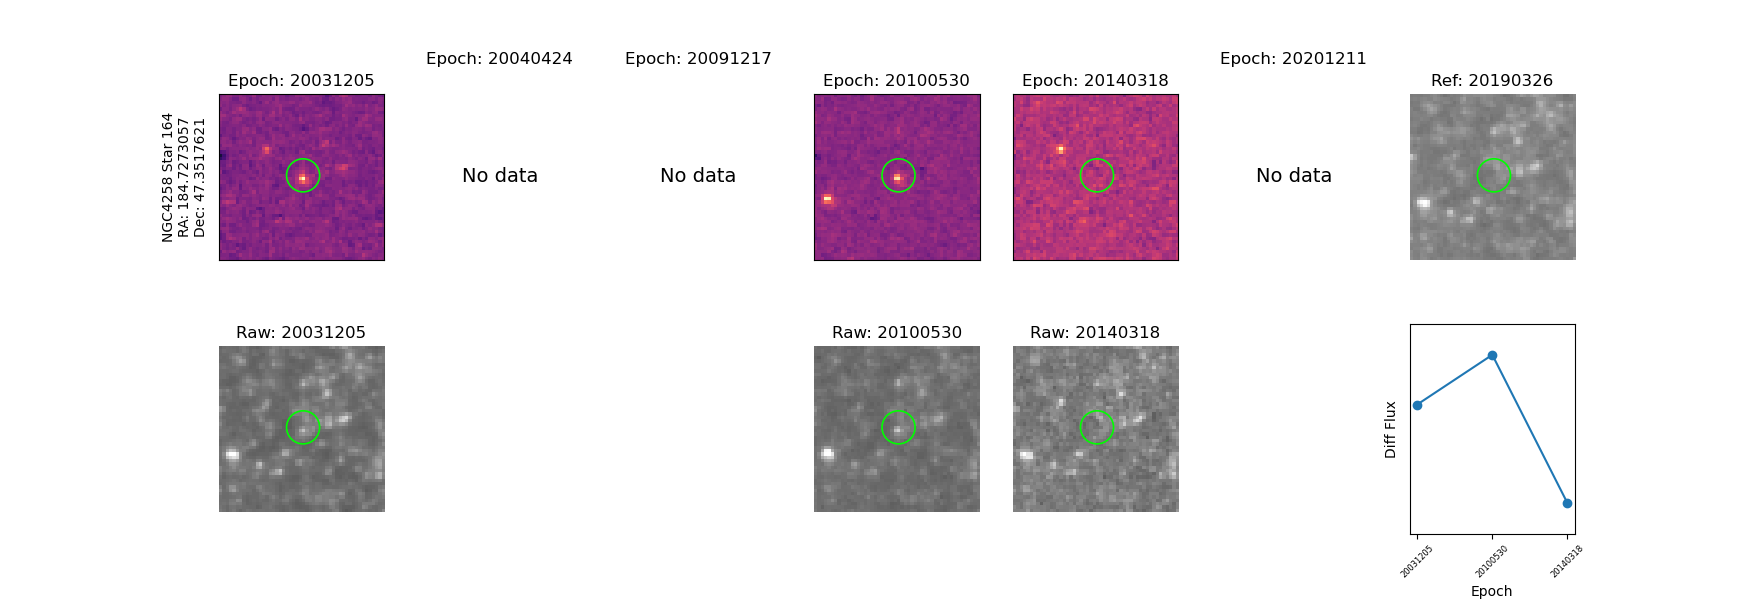 Epoch: 20031205
Epoch: 20040424
Epoch: 20091217
Epoch: 20100530
Epoch: 20140318
Epoch: 20201211
Ref: 20190326
NGC4258 Star 164
RA: 184.7273057
Dec: 47.3517621
No data
No data
No data
Raw: 20031205
Raw: 20100530
Raw: 20140318
Diff Flux
20031205
20100530
20140318
Epoch